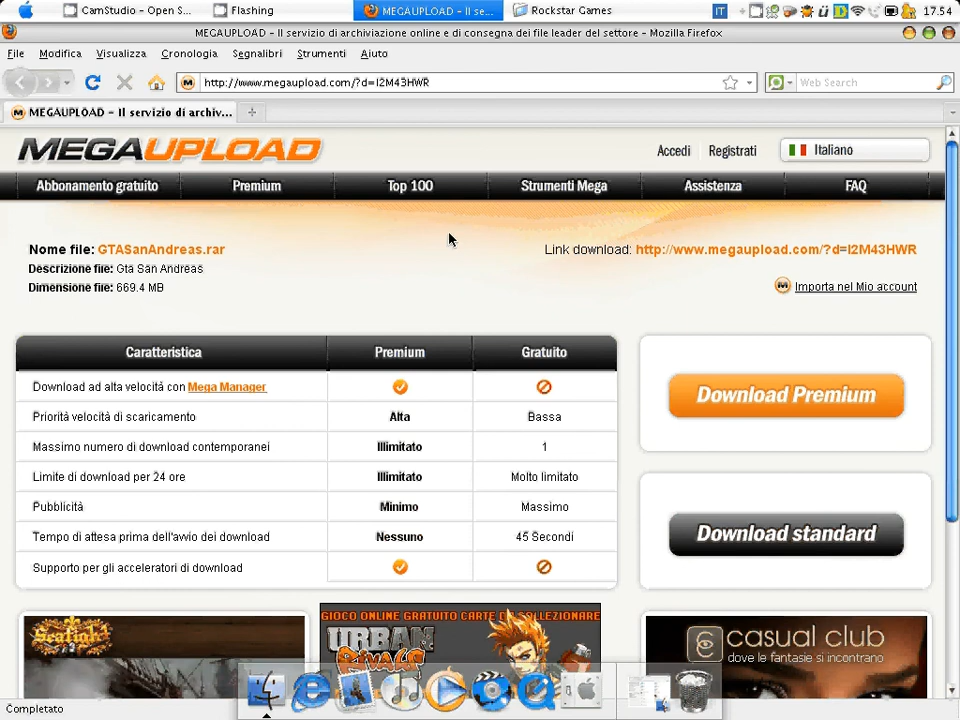 CamStudio - Open S...
Flashing
MEGAUPLOAD - Il se...
Rockstar Games
IT
17.54
MEGAUPLOAD - Il servizio di archiviazione online e di consegna dei file leader del settore - Mozilla Firefox
File Modifica Visualizza Cronologia Segnalibri Strumenti Aiuto
http://www.megaupload.com/?d=I2M43HWR
Web Search
MEGAUPLOAD - Il servizio di archiv...
MEGAUPLOAD
Accedi Registrati Italiano
Abbonamento gratuito Premium Top 100 Strumenti Mega Assistenza FAQ
Nome file: GTASanAndreas.rar
Link download: http://www.megaupload.com/?d=I2M43HWR
Descrizione file: Gta San Andreas
Dimensione file: 669.4 MB
Importa nel Mio account
Caratteristica Premium Gratuito
Download ad alta velocità con Mega Manager
Priorità velocità di scaricamento Alta Bassa
Massimo numero di download contemporanei Illimitato 1
Limite di download per 24 ore Illimitato Molto limitato
Pubblicità Minimo Massimo
Tempo di attesa prima dell'avvio dei download Nessuno 45 Secondi
Supporto per gli acceleratori di download
Download Premium
Download standard
Seafight
GIOCO ONLINE GRATUITO CARTE DA COLLEZIONARE
URBAN
RIVALS
casual club
dove le fantasie si incontrano
Completato